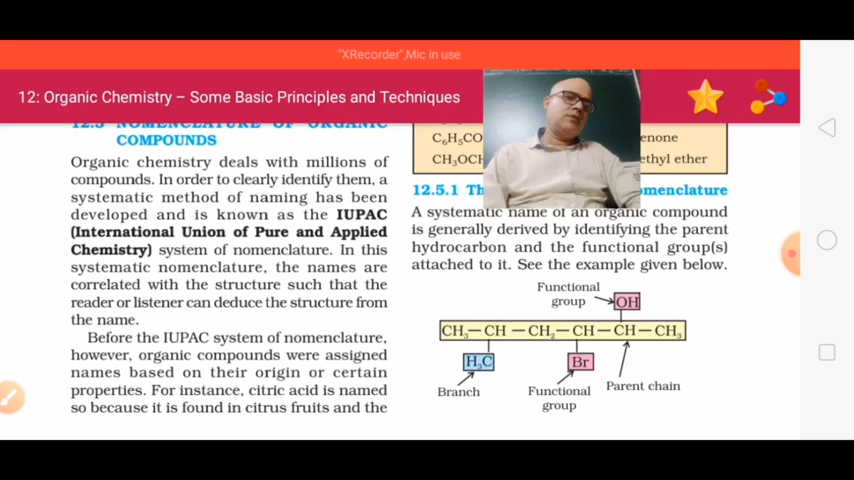 "XRecorder",Mic in use
12: Organic Chemistry – Some Basic Principles and Techniques
12.5 NOMENCLATURE OF ORGANIC
COMPOUNDS
Organic chemistry deals with millions of
compounds. In order to clearly identify them, a
systematic method of naming has been
developed and is known as the IUPAC
(International Union of Pure and Applied
Chemistry) system of nomenclature. In this
systematic nomenclature, the names are
correlated with the structure such that the
reader or listener can deduce the structure from
the name.
Before the IUPAC system of nomenclature,
however, organic compounds were assigned
names based on their origin or certain
properties. For instance, citric acid is named
so because it is found in citrus fruits and the
C₆H₅CO enone
CH₃OCH ethyl ether
12.5.1 Th omenclature
A systematic name of an organic compound
is generally derived by identifying the parent
hydrocarbon and the functional group(s)
attached to it. See the example given below.
Functional
group OH
CH₃—CH—CH₂—CH—CH—CH₃
H₃C Br
Branch Functional Parent chain
group